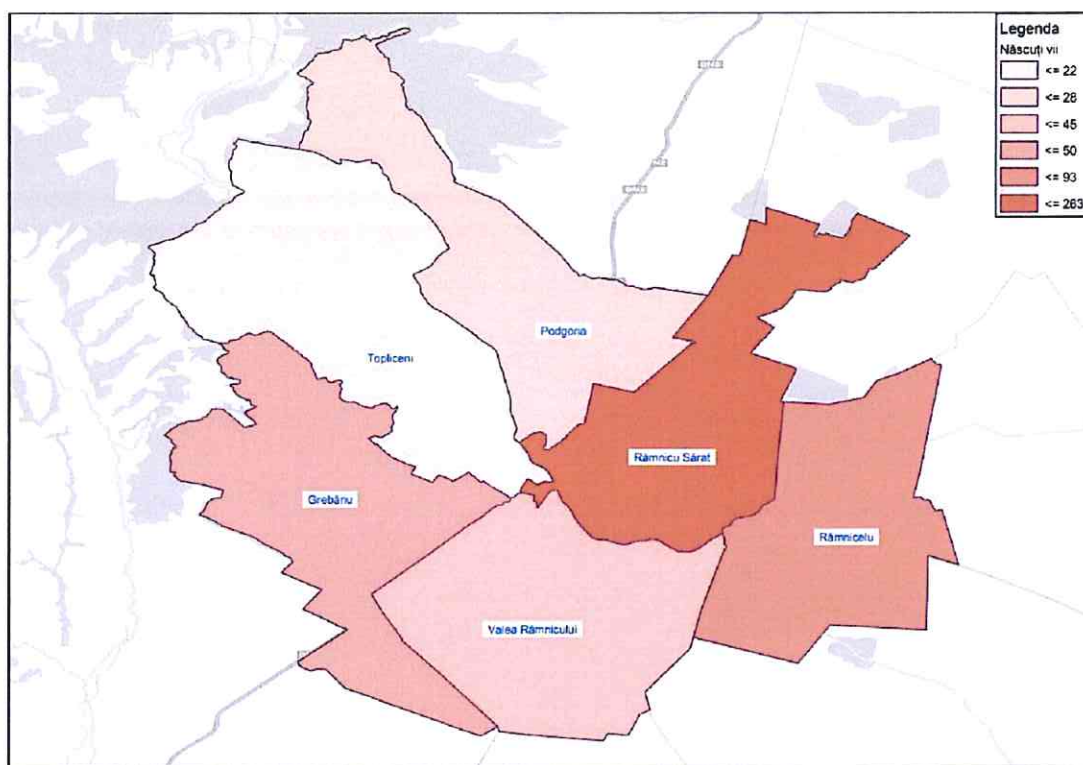 Legenda
Născuți vii
<= 22
<= 28
<= 45
<= 50
<= 93
<= 263
Podgoria
Topliceni
Râmnicu Sărat
Grebănu
Râmnicelu
Valea Râmnicului